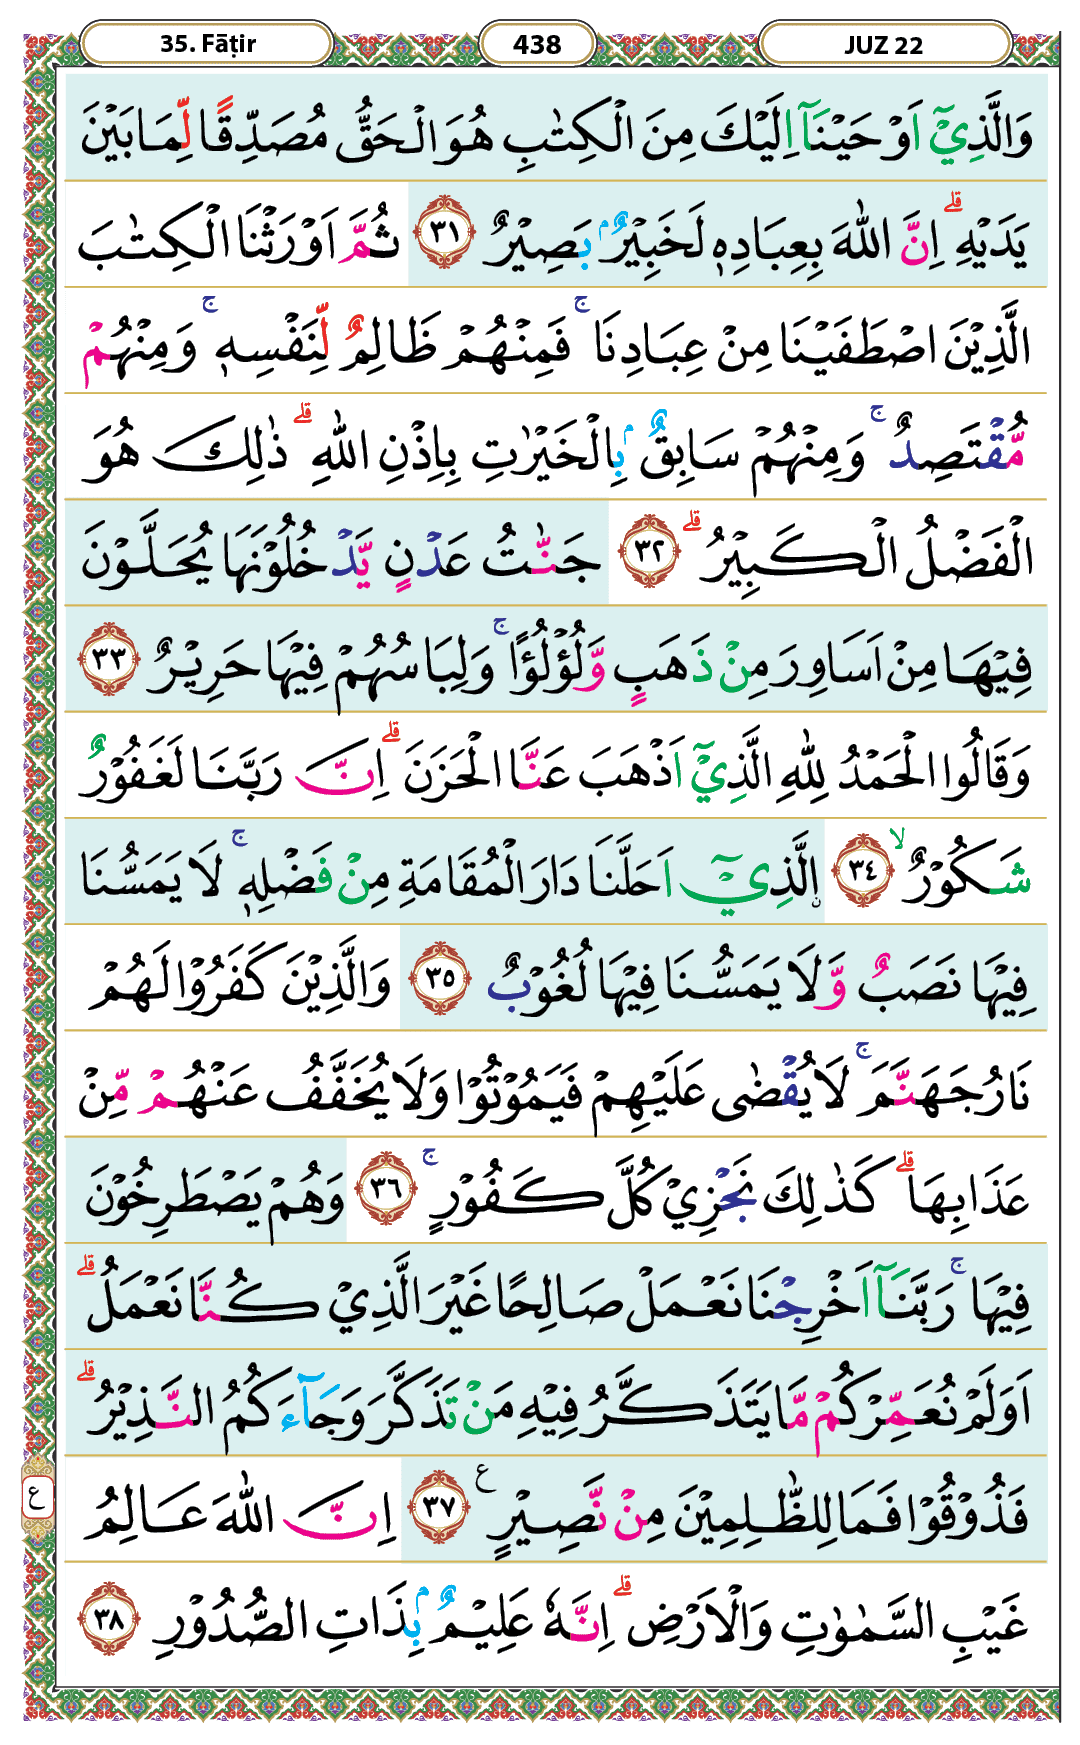 35. Fāṭir 438 JUZ 22
وَالَّذِيْۤ اَوْحَيْنَاۤ اِلَيْكَ مِنَ الْكِتٰبِ هُوَ الْحَقُّ مُصَدِّقًا لِّمَا بَيْنَ
يَدَيْهِ ۗ اِنَّ اللّٰهَ بِعِبَادِهٖ لَخَبِيْرٌۢ بَصِيْرٌ ٣١ ثُمَّ اَوْرَثْنَا الْكِتٰبَ
الَّذِيْنَ اصْطَفَيْنَا مِنْ عِبَادِنَا ۚ فَمِنْهُمْ ظَالِمٌ لِّنَفْسِهٖ ۚ وَمِنْهُمْ
مُّقْتَصِدٌ ۚ وَمِنْهُمْ سَابِقٌۢ بِالْخَيْرٰتِ بِاِذْنِ اللّٰهِ ۗ ذٰلِكَ هُوَ
الْفَضْلُ الْكَبِيْرُ ۗ ٣٢ جَنّٰتُ عَدْنٍ يَّدْخُلُوْنَهَا يُحَلَّوْنَ
فِيْهَا مِنْ اَسَاوِرَ مِنْ ذَهَبٍ وَّلُؤْلُؤًا ۚ وَلِبَاسُهُمْ فِيْهَا حَرِيْرٌ ٣٣
وَقَالُوا الْحَمْدُ لِلّٰهِ الَّذِيْۤ اَذْهَبَ عَنَّا الْحَزَنَ ۗ اِنَّ رَبَّنَا لَغَفُوْرٌ
شَكُوْرٌ ۙ ٣٤ ۨالَّذِيْۤ اَحَلَّنَا دَارَ الْمُقَامَةِ مِنْ فَضْلِهٖ ۚ لَا يَمَسُّنَا
فِيْهَا نَصَبٌ وَّلَا يَمَسُّنَا فِيْهَا لُغُوْبٌ ٣٥ وَالَّذِيْنَ كَفَرُوْا لَهُمْ
نَارُ جَهَنَّمَ ۚ لَا يُقْضٰى عَلَيْهِمْ فَيَمُوْتُوْا وَلَا يُخَفَّفُ عَنْهُمْ مِّنْ
عَذَابِهَا ۗ كَذٰلِكَ نَجْزِيْ كُلَّ كَفُوْرٍ ۚ ٣٦ وَهُمْ يَصْطَرِخُوْنَ
فِيْهَا ۚ رَبَّنَاۤ اَخْرِجْنَا نَعْمَلْ صَالِحًا غَيْرَ الَّذِيْ كُنَّا نَعْمَلُ ۗ
اَوَلَمْ نُعَمِّرْكُمْ مَّا يَتَذَكَّرُ فِيْهِ مَنْ تَذَكَّرَ وَجَاۤءَكُمُ النَّذِيْرُ ۗ
فَذُوْقُوْا فَمَا لِلظّٰلِمِيْنَ مِنْ نَّصِيْرٍ ع ٣٧ اِنَّ اللّٰهَ عَالِمُ
ع
غَيْبِ السَّمٰوٰتِ وَالْاَرْضِ ۗ اِنَّهٗ عَلِيْمٌۢ بِذَاتِ الصُّدُوْرِ ٣٨